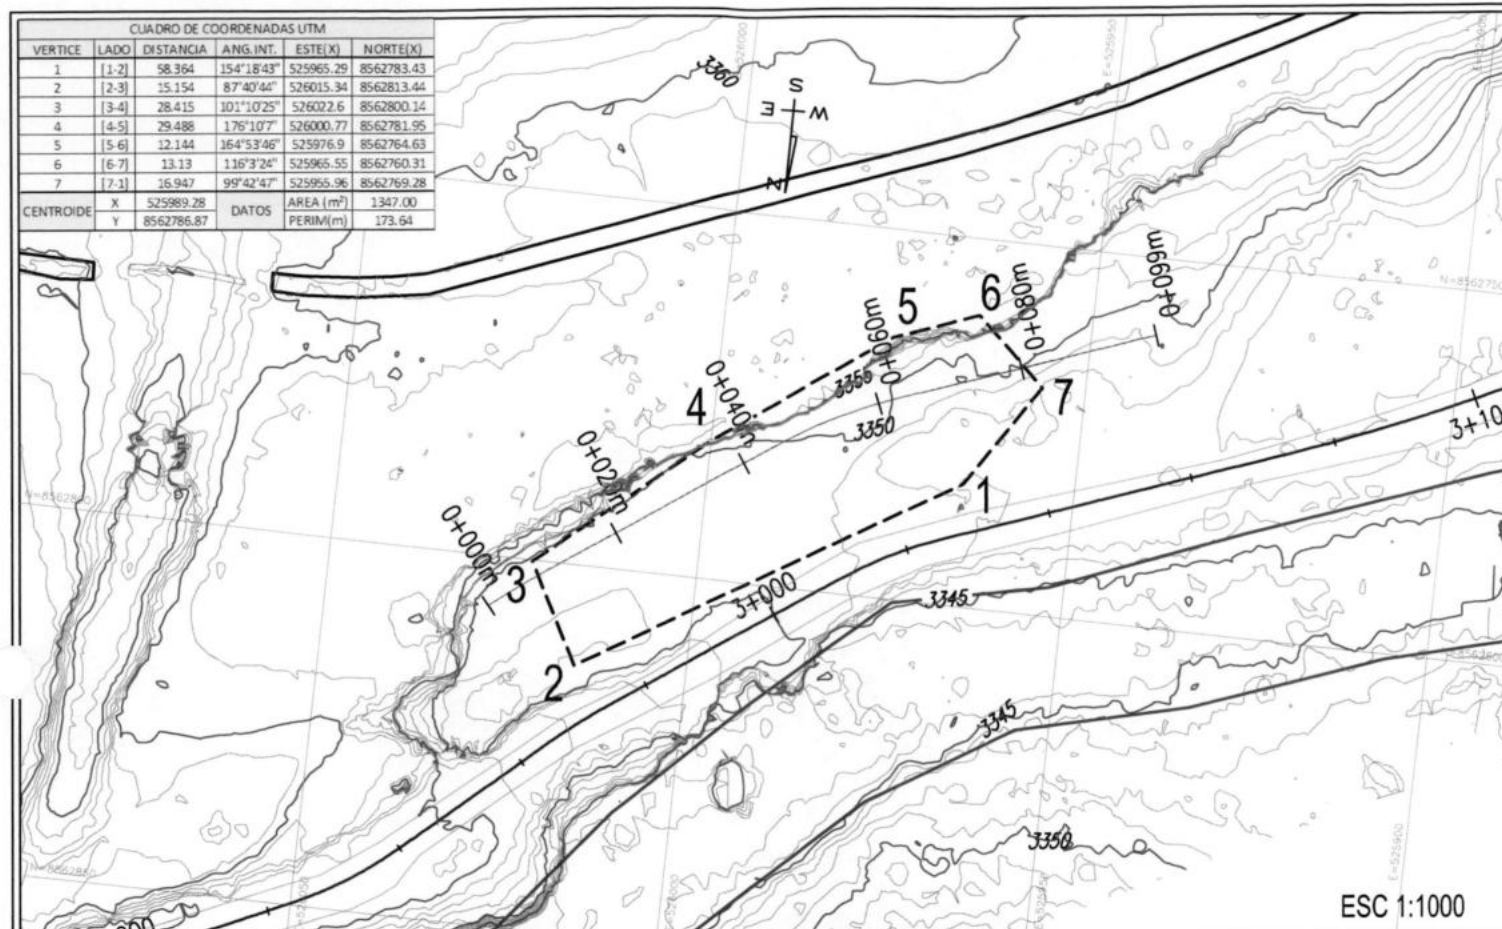 CUADRO DE COORDENADAS UTM
VERTICE LADO DISTANCIA ANG.INT. ESTE(X) NORTE(X)
1 [1-2] 58.364 154°18'43" 525965.29 8562783.43
2 [2-3] 15.154 87°40'44" 526015.34 8562813.44
3 [3-4] 28.415 101°10'25" 526022.6 8562800.14
4 [4-5] 29.488 176°10'7" 526000.77 8562781.95
5 [5-6] 12.144 164°53'46" 525976.9 8562764.63
6 [6-7] 13.13 116°3'24" 525965.55 8562760.31
7 [7-1] 16.947 99°42'47" 525955.96 8562769.28
CENTROIDE X 525989.28 DATOS AREA (m²) 1347.00
Y 8562786.87 PERIM(m) 173.64
3360
E=525950
S
E W
N
0+099m
N=8562750
5
6
0+080m
0+060m
4
0+040m
3355
7
3350
0+020m
3+10
1
N=8562800
0+000m
3
3+000
3345
2
N=8562800
3345
3350
N=8562850
E=525900
ESC 1:1000